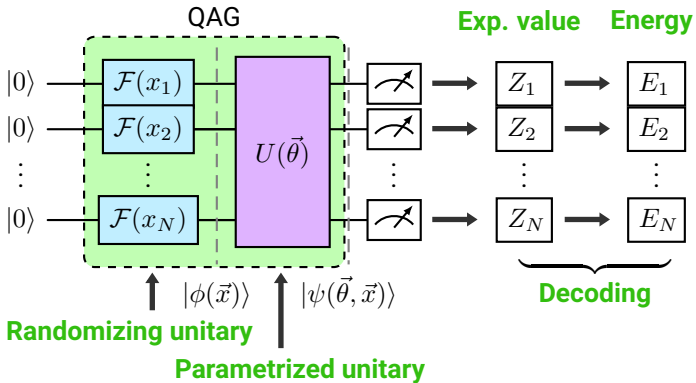 QAG
Exp. value
Energy
|0⟩ 𝓕(x₁) Z₁ E₁
|0⟩ 𝓕(x₂) Z₂ E₂
⋮ ⋮ U(θ⃗) ⋮ ⋮ ⋮
|0⟩ 𝓕(x_N) Z_N E_N
|ϕ(x⃗)⟩ |ψ(θ⃗, x⃗)⟩
Decoding
Randomizing unitary
Parametrized unitary